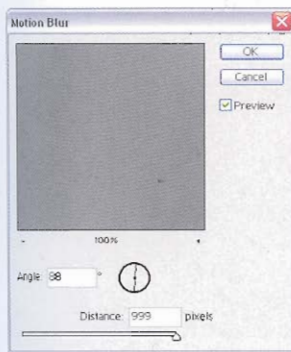 Motion Blur
OK
Cancel
Preview
- 100% +
Angle: 88 °
Distance: 999 pixels